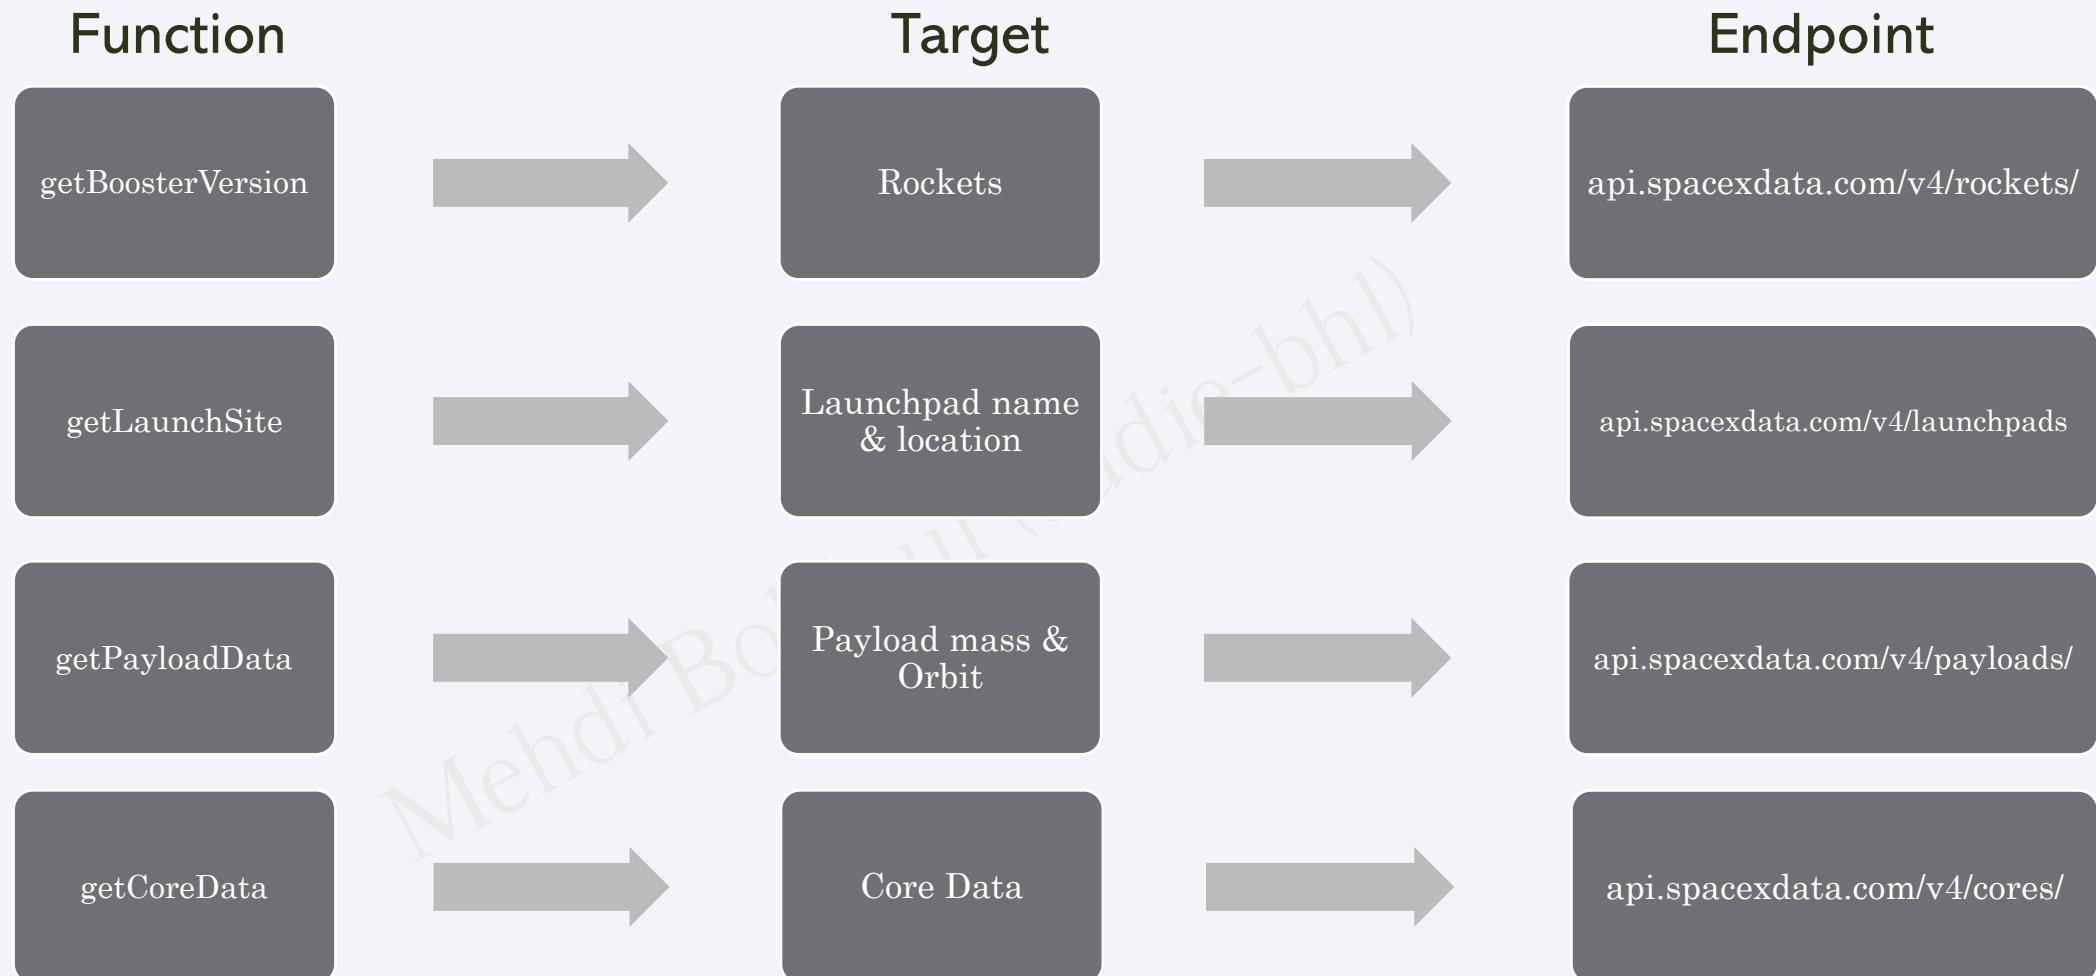 Function
Target
Endpoint
getBoosterVersion
Rockets
api.spacexdata.com/v4/rockets/
getLaunchSite
Launchpad name
& location
api.spacexdata.com/v4/launchpads
getPayloadData
Payload mass &
Orbit
api.spacexdata.com/v4/payloads/
getCoreData
Core Data
api.spacexdata.com/v4/cores/
Mehdi